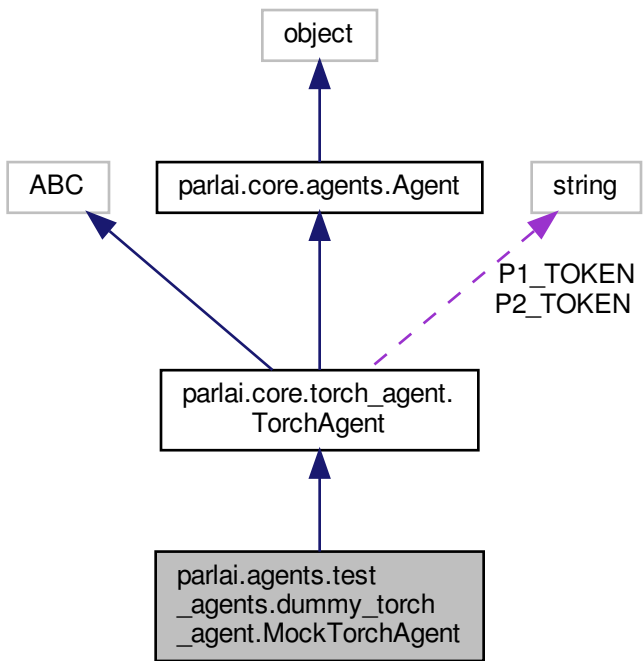 object
ABC
parlai.core.agents.Agent
string
P1_TOKEN
P2_TOKEN
parlai.core.torch_agent.
TorchAgent
parlai.agents.test
_agents.dummy_torch
_agent.MockTorchAgent